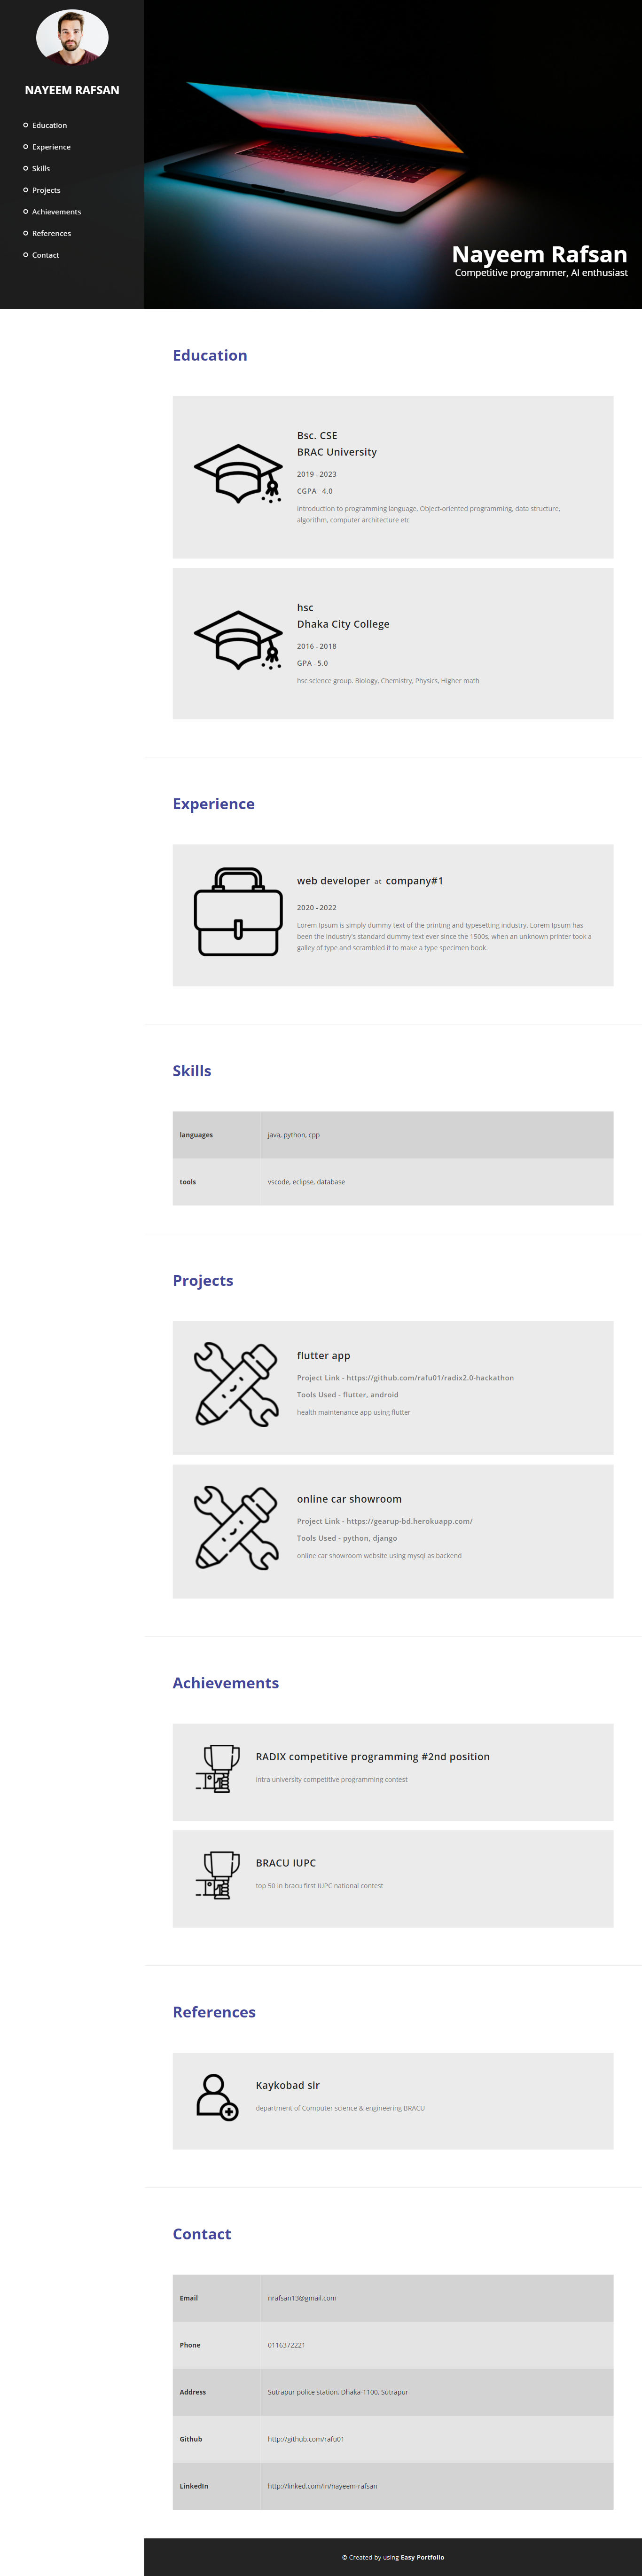 NAYEEM RAFSAN
Education
Experience
Skills
Projects
Achievements
References
Contact
Nayeem Rafsan
Competitive programmer, AI enthusiast
Education
Bsc. CSE
BRAC University
2019 - 2023
CGPA - 4.0
introduction to programming language, Object-oriented programming, data structure,
algorithm, computer architecture etc
hsc
Dhaka City College
2016 - 2018
GPA - 5.0
hsc science group. Biology, Chemistry, Physics, Higher math
Experience
web developer at company#1
2020 - 2022
Lorem Ipsum is simply dummy text of the printing and typesetting industry. Lorem Ipsum has
been the industry's standard dummy text ever since the 1500s, when an unknown printer took a
galley of type and scrambled it to make a type specimen book.
Skills
languages java, python, cpp
tools vscode, eclipse, database
Projects
flutter app
Project Link - https://github.com/rafu01/radix2.0-hackathon
Tools Used - flutter, android
health maintenance app using flutter
online car showroom
Project Link - https://gearup-bd.herokuapp.com/
Tools Used - python, django
online car showroom website using mysql as backend
Achievements
RADIX competitive programming #2nd position
intra university competitive programming contest
BRACU IUPC
top 50 in bracu first IUPC national contest
References
Kaykobad sir
department of Computer science & engineering BRACU
Contact
Email nrafsan13@gmail.com
Phone 0116372221
Address Sutrapur police station, Dhaka-1100, Sutrapur
Github http://github.com/rafu01
LinkedIn http://linked.com/in/nayeem-rafsan
© Created by using Easy Portfolio